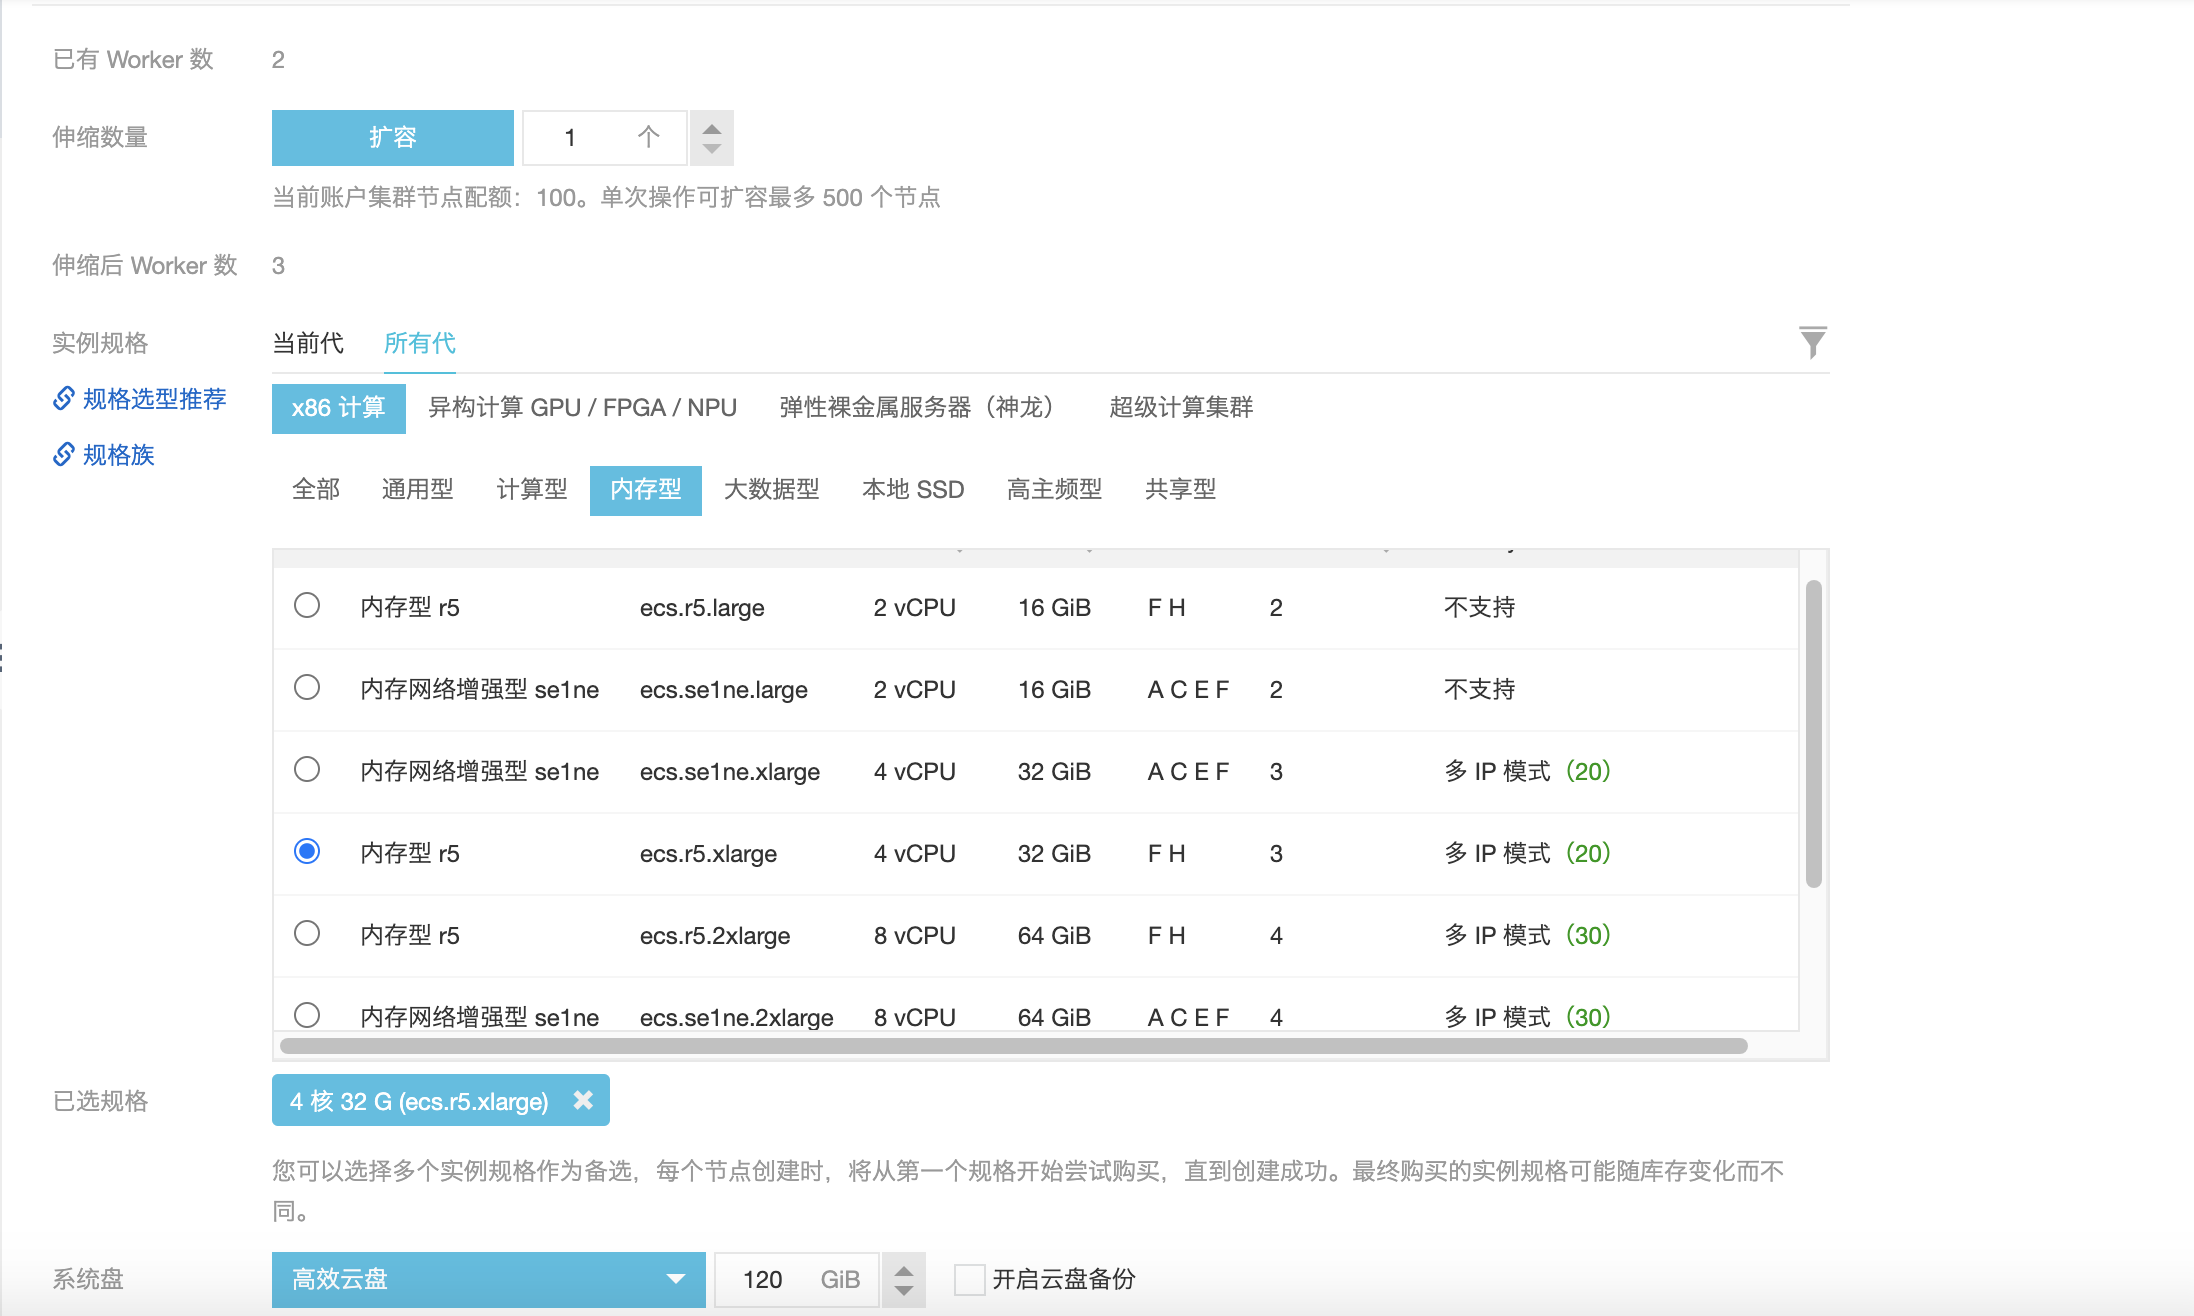 已有 Worker 数 2
伸缩数量 扩容 1 个
当前账户集群节点配额：100。单次操作可扩容最多 500 个节点
伸缩后 Worker 数 3
实例规格 当前代 所有代
规格选型推荐 x86 计算 异构计算 GPU / FPGA / NPU 弹性裸金属服务器（神龙） 超级计算集群
规格族
全部 通用型 计算型 内存型 大数据型 本地 SSD 高主频型 共享型
内存型 r5 ecs.r5.large 2 vCPU 16 GiB F H 2 不支持
内存网络增强型 se1ne ecs.se1ne.large 2 vCPU 16 GiB A C E F 2 不支持
内存网络增强型 se1ne ecs.se1ne.xlarge 4 vCPU 32 GiB A C E F 3 多 IP 模式（20）
内存型 r5 ecs.r5.xlarge 4 vCPU 32 GiB F H 3 多 IP 模式（20）
内存型 r5 ecs.r5.2xlarge 8 vCPU 64 GiB F H 4 多 IP 模式（30）
内存网络增强型 se1ne ecs.se1ne.2xlarge 8 vCPU 64 GiB A C E F 4 多 IP 模式（30）
已选规格 4 核 32 G (ecs.r5.xlarge)
您可以选择多个实例规格作为备选，每个节点创建时，将从第一个规格开始尝试购买，直到创建成功。最终购买的实例规格可能随库存变化而不
同。
系统盘 高效云盘 120 GiB 开启云盘备份